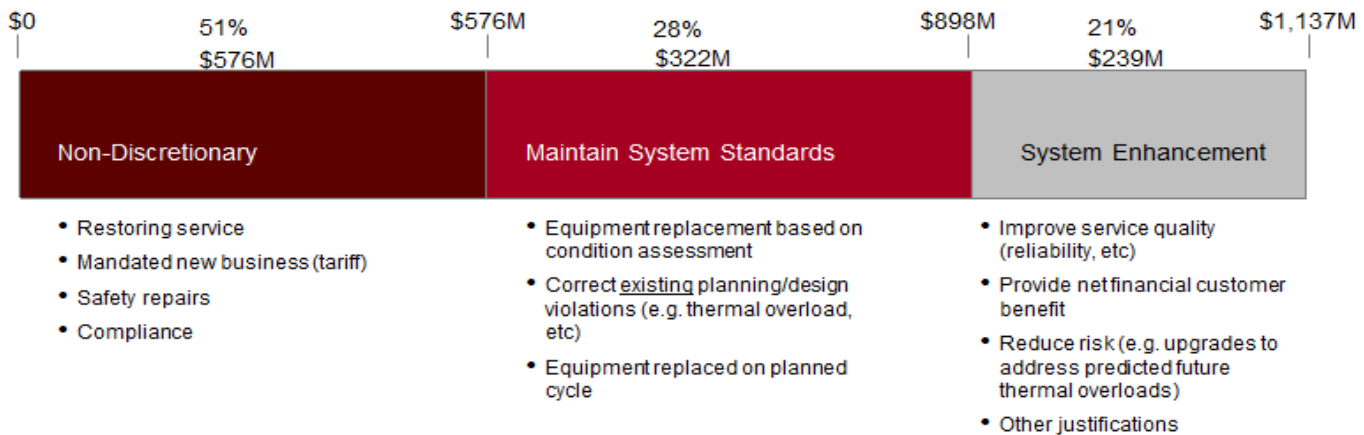 $0 51% $576M 28% $898M 21% $1,137M
$576M $322M $239M
Non-Discretionary Maintain System Standards System Enhancement
• Restoring service
• Mandated new business (tariff)
• Safety repairs
• Compliance
• Equipment replacement based on
condition assessment
• Correct existing planning/design
violations (e.g. thermal overload,
etc)
• Equipment replaced on planned
cycle
• Improve service quality
(reliability, etc)
• Provide net financial customer
benefit
• Reduce risk (e.g. upgrades to
address predicted future
thermal overloads)
• Other justifications